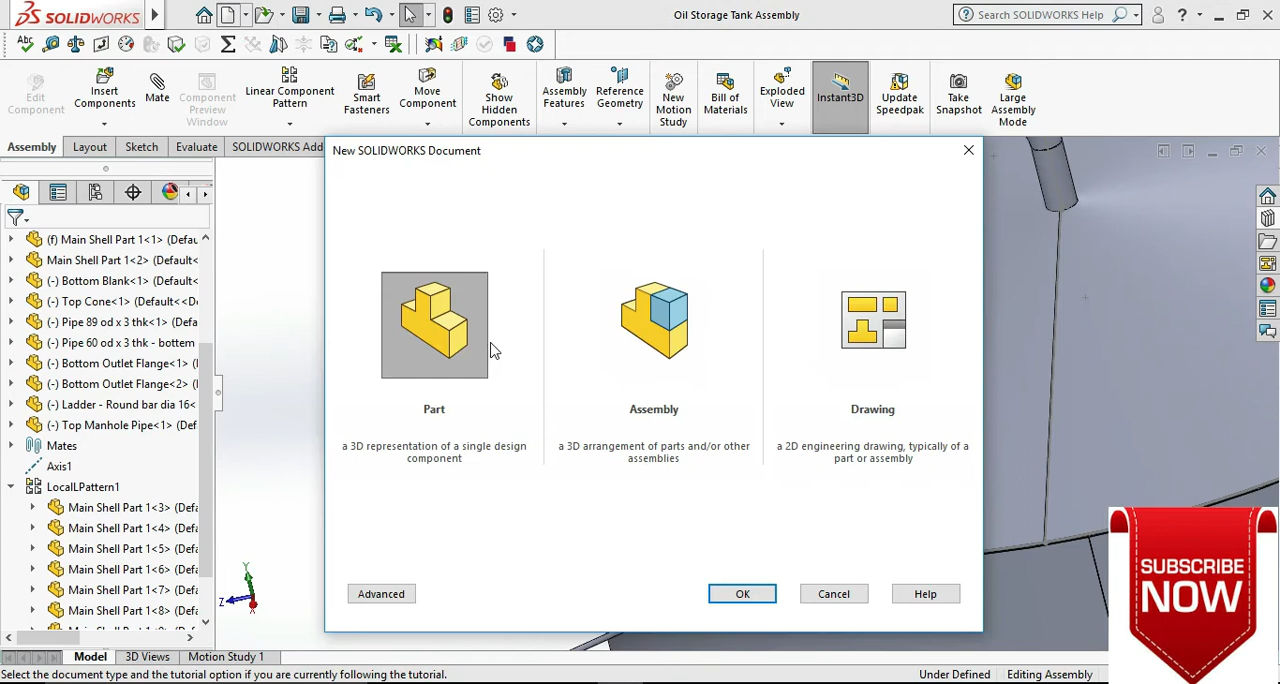 SOLIDWORKS
Oil Storage Tank Assembly
Search SOLIDWORKS Help
Edit
Component
Insert
Components
Mate
Component
Preview
Window
Linear Component
Pattern
Smart
Fasteners
Move
Component
Show
Hidden
Components
Assembly
Features
Reference
Geometry
New
Motion
Study
Bill of
Materials
Exploded
View
Instant3D
Update
Speedpak
Take
Snapshot
Large
Assembly
Mode
Assembly
Layout
Sketch
Evaluate
SOLIDWORKS Add
New SOLIDWORKS Document
(f) Main Shell Part 1<1> (Defau
Main Shell Part 1<2> (Default<
(-) Bottom Blank<1> (Default<
(-) Top Cone<1> (Default<<D
(-) Pipe 89 od x 3 thk<1> (Defa
(-) Pipe 60 od x 3 thk - bottem
(-) Bottom Outlet Flange<1> (
(-) Bottom Outlet Flange<2> (
(-) Ladder - Round bar dia 16<
(-) Top Manhole Pipe<1> (Def
Mates
Axis1
LocalLPattern1
Main Shell Part 1<3> (Defa
Main Shell Part 1<4> (Defa
Main Shell Part 1<5> (Defa
Main Shell Part 1<6> (Defa
Main Shell Part 1<7> (Defa
Main Shell Part 1<8> (Defa
Part
a 3D representation of a single design
component
Assembly
a 3D arrangement of parts and/or other
assemblies
Drawing
a 2D engineering drawing, typically of a
part or assembly
Advanced
OK
Cancel
Help
Y
Z
X
SUBSCRIBE
NOW
Model
3D Views
Motion Study 1
Select the document type and the tutorial option if you are currently following the tutorial.
Under Defined
Editing Assembly